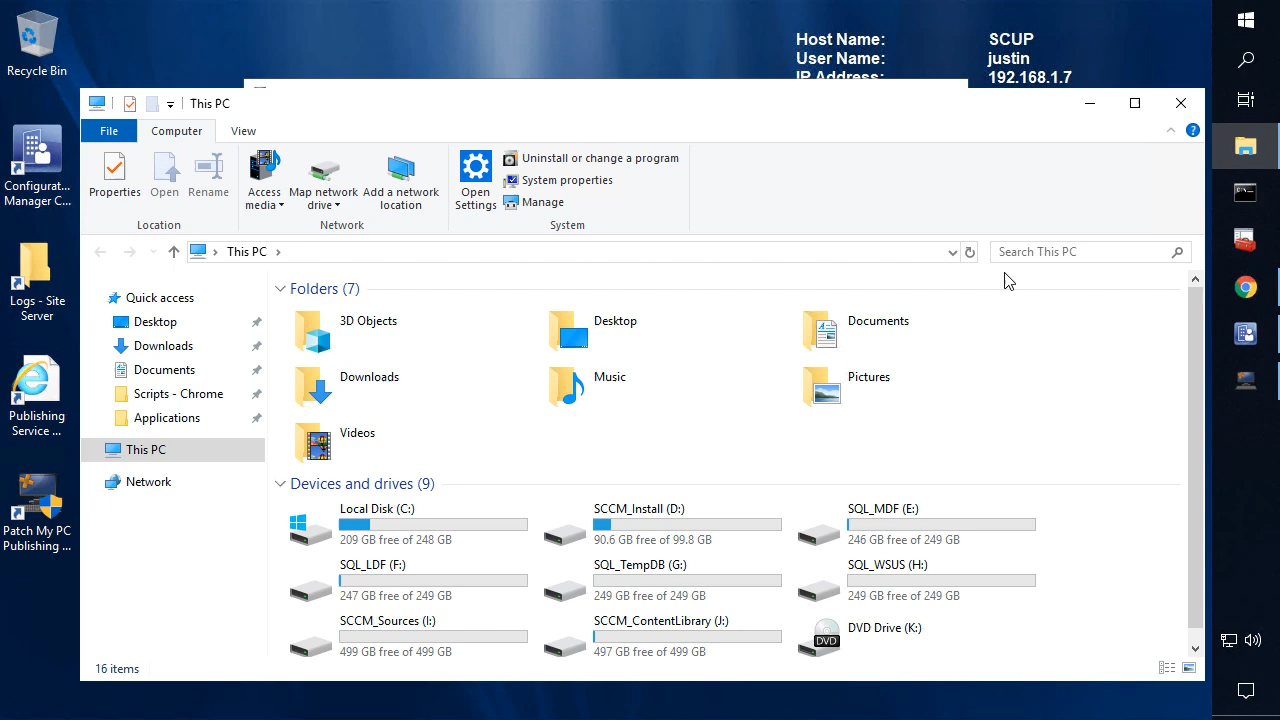 Recycle Bin
Configurat...
Manager C...
Logs - Site
Server
Publishing
Service ...
Patch My PC
Publishing ...
Host Name: SCUP
User Name: justin
IP Address: 192.168.1.7
This PC
File Computer View
Properties Open Rename
Location
Access
media
Map network
drive
Add a network
location
Network
Open
Settings
Uninstall or change a program
System properties
Manage
System
This PC
Search This PC
Quick access
Desktop
Downloads
Documents
Scripts - Chrome
Applications
This PC
Network
Folders (7)
3D Objects
Desktop
Documents
Downloads
Music
Pictures
Videos
Devices and drives (9)
Local Disk (C:)
209 GB free of 248 GB
SCCM_Install (D:)
90.6 GB free of 99.8 GB
SQL_MDF (E:)
246 GB free of 249 GB
SQL_LDF (F:)
247 GB free of 249 GB
SQL_TempDB (G:)
249 GB free of 249 GB
SQL_WSUS (H:)
249 GB free of 249 GB
SCCM_Sources (I:)
499 GB free of 499 GB
SCCM_ContentLibrary (J:)
497 GB free of 499 GB
DVD
DVD Drive (K:)
16 items